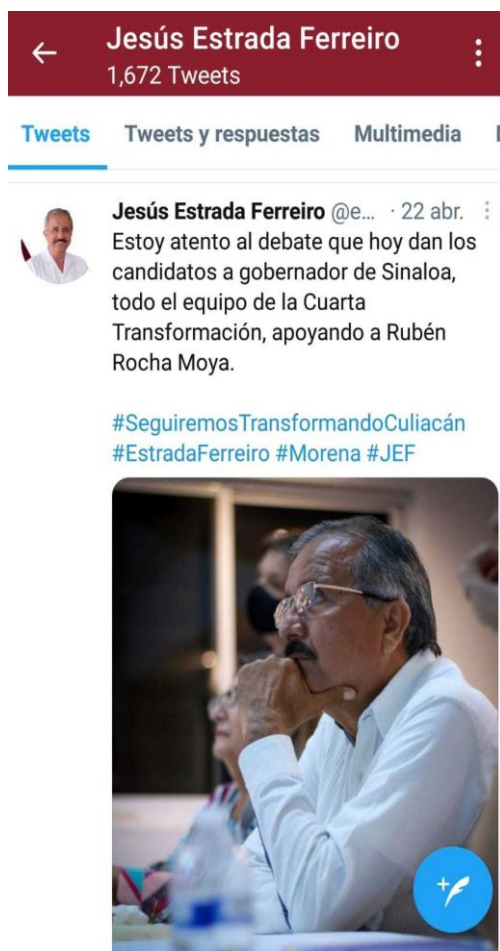 Jesús Estrada Ferreiro
1,672 Tweets
Tweets Tweets y respuestas Multimedia
Jesús Estrada Ferreiro @e... · 22 abr.
Estoy atento al debate que hoy dan los
candidatos a gobernador de Sinaloa,
todo el equipo de la Cuarta
Transformación, apoyando a Rubén
Rocha Moya.
#SeguiremosTransformandoCuliacán
#EstradaFerreiro #Morena #JEF